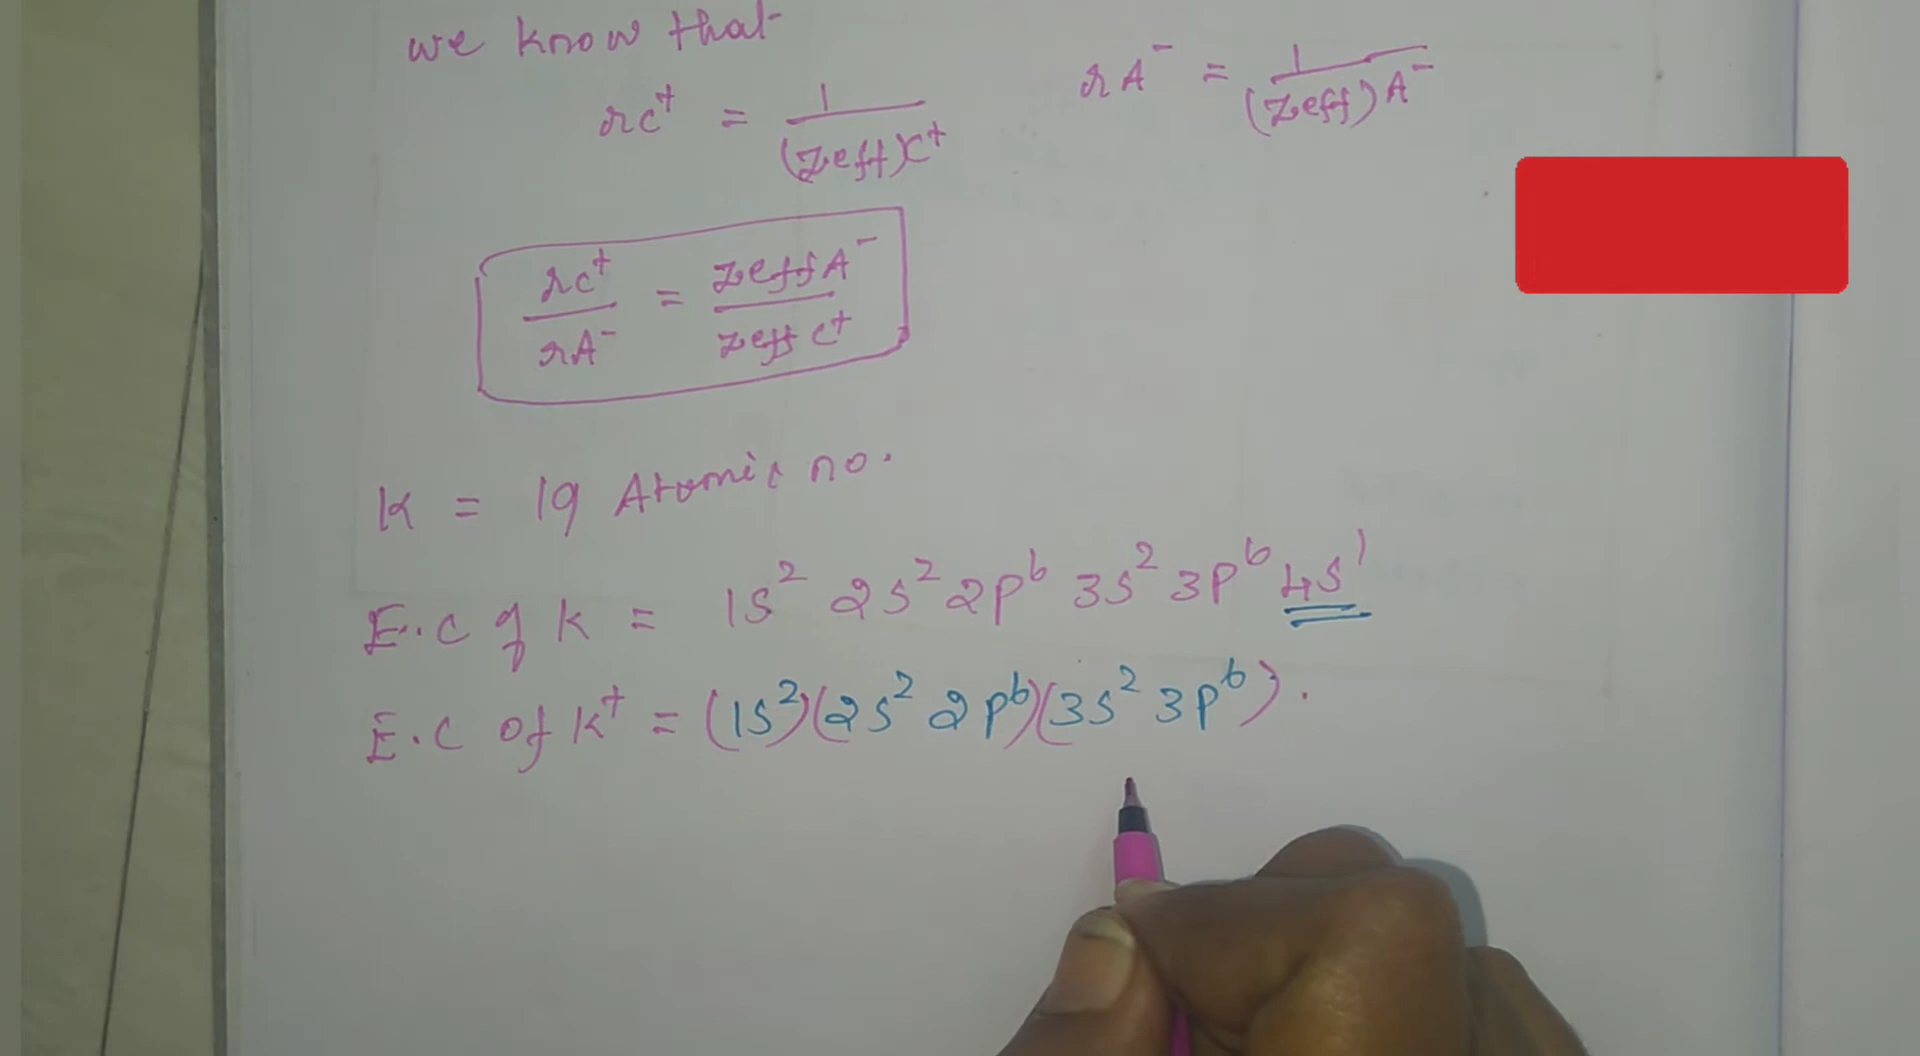 we know that
rc⁺ = 1/(Zeff)C⁺
rA⁻ = 1/(Zeff)A⁻
rc⁺/rA⁻ = ZeffA⁻/Zeff C⁺
K = 19 Atomic no.
E.C of K = 1s² 2s² 2p⁶ 3s² 3p⁶ 4s¹
E.C of K⁺ = (1s²)(2s² 2p⁶)(3s² 3p⁶).